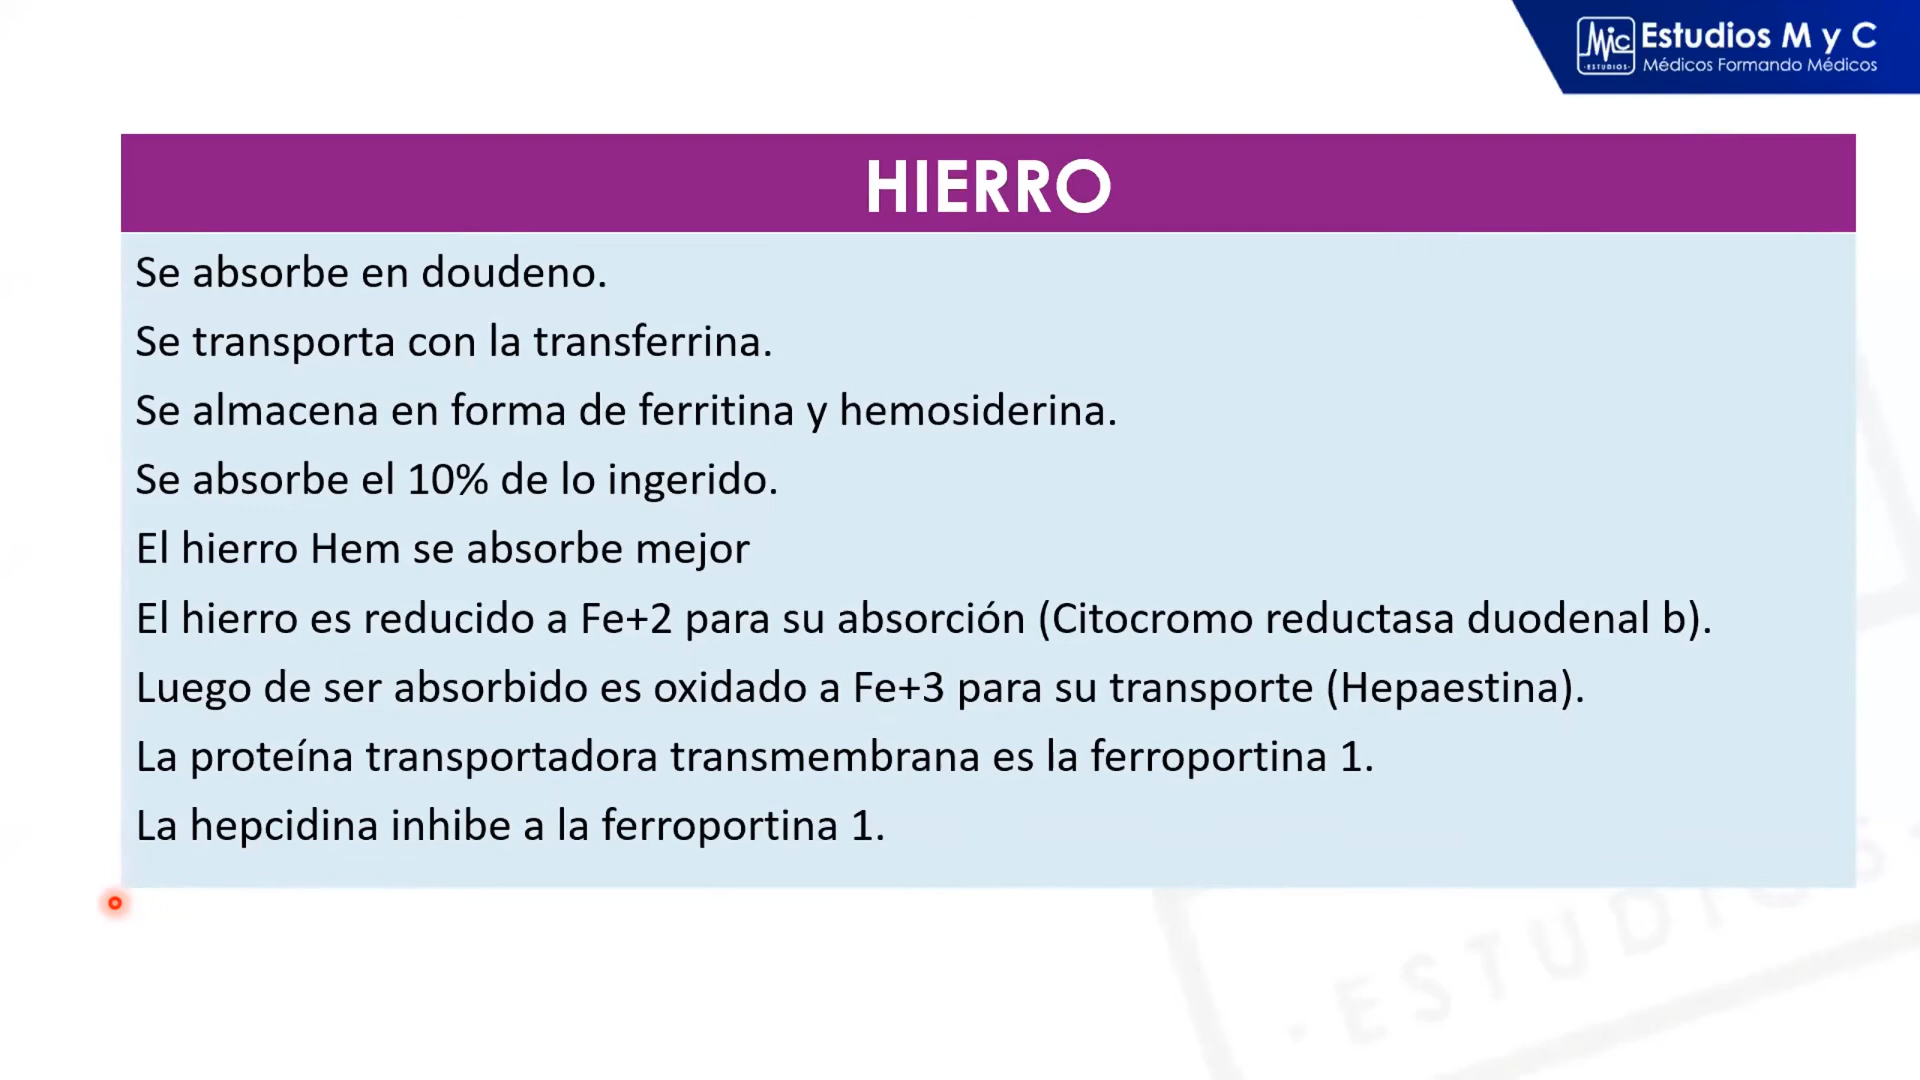 Mic
·ESTUDIOS·
Estudios M y C
Médicos Formando Médicos
HIERRO
Se absorbe en doudeno.
Se transporta con la transferrina.
Se almacena en forma de ferritina y hemosiderina.
Se absorbe el 10% de lo ingerido.
El hierro Hem se absorbe mejor
El hierro es reducido a Fe+2 para su absorción (Citocromo reductasa duodenal b).
Luego de ser absorbido es oxidado a Fe+3 para su transporte (Hepaestina).
La proteína transportadora transmembrana es la ferroportina 1.
La hepcidina inhibe a la ferroportina 1.
·ESTUDIOS·